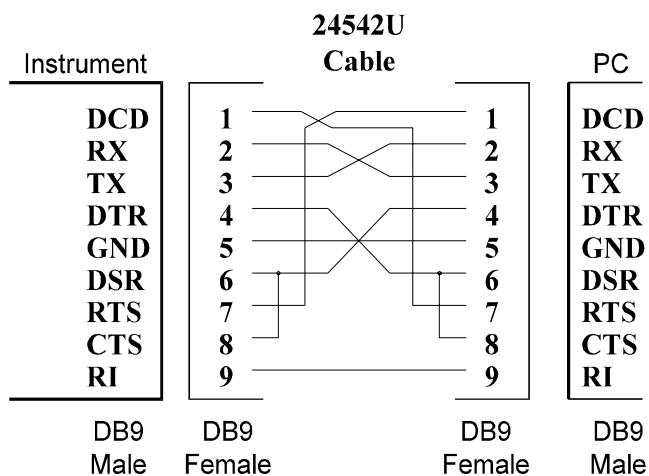 24542U
Instrument Cable PC
DCD 1 1 DCD
RX 2 2 RX
TX 3 3 TX
DTR 4 4 DTR
GND 5 5 GND
DSR 6 6 DSR
RTS 7 7 RTS
CTS 8 8 CTS
RI 9 9 RI
DB9 DB9 DB9 DB9
Male Female Female Male